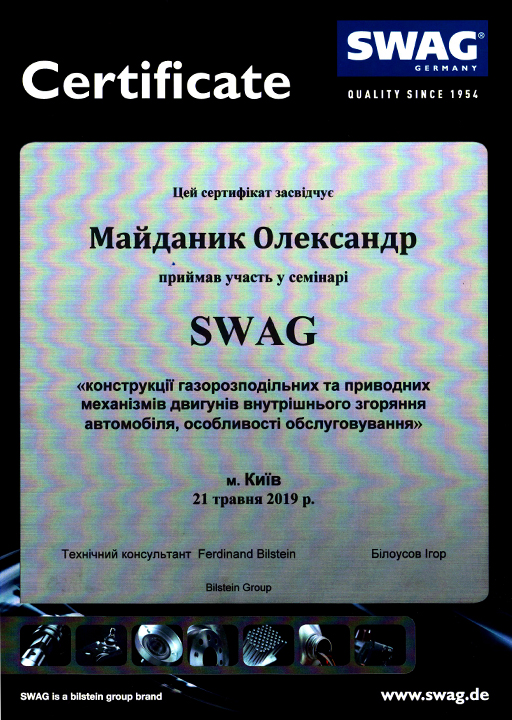 Certificate
SWAG®
GERMANY
QUALITY SINCE 1954
Цей сертифікат засвідчує
Майданик Олександр
приймав участь у семінарі
SWAG
«конструкції газорозподільних та приводних
механізмів двигунів внутрішнього згоряння
автомобіля, особливості обслуговування»
м. Київ
21 травня 2019 р.
Технічний консультант Ferdinand Bilstein Білоусов Ігор
Bilstein Group
SWAG is a bilstein group brand
www.swag.de